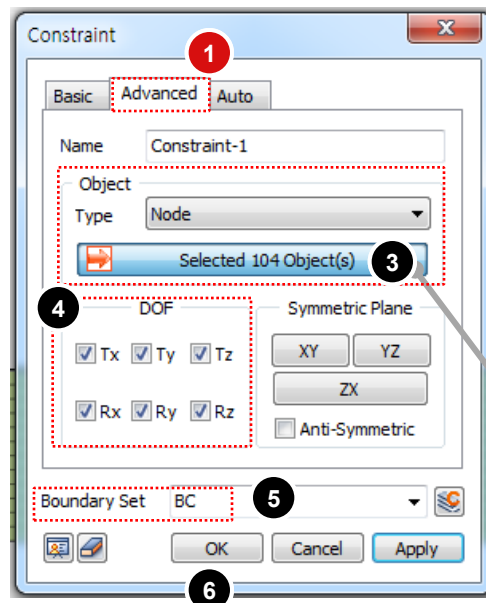 Constraint
x
1
Basic Advanced Auto
Name Constraint-1
Object
Type Node
Selected 104 Object(s) 3
4 DOF Symmetric Plane
Tx Ty Tz XY YZ
ZX
Rx Ry Rz
Anti-Symmetric
Boundary Set BC 5
OK Cancel Apply
6